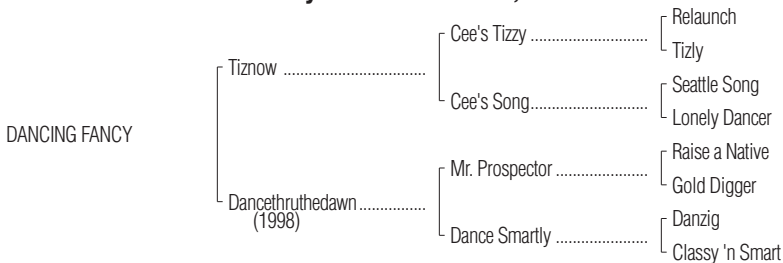 Relaunch
Cee's Tizzy ..............................
Tizly
Tiznow ..................................
Seattle Song
Cee's Song..............................
Lonely Dancer
DANCING FANCY
Raise a Native
Mr. Prospector ........................
Gold Digger
Dancethruthedawn................
(1998)
Danzig
Dance Smartly ........................
Classy 'n Smart